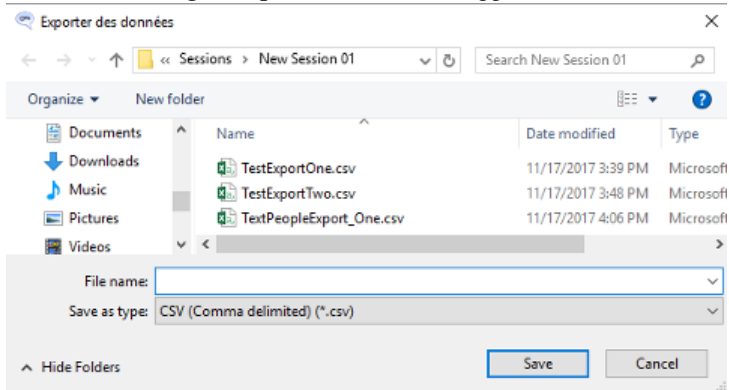 Exporter des données
« Sessions > New Session 01
Search New Session 01
Organize
New folder
Documents
Downloads
Music
Pictures
Videos
Name
Date modified
Type
TestExportOne.csv
11/17/2017 3:39 PM
Microsoft
TestExportTwo.csv
11/17/2017 3:48 PM
Microsoft
TextPeopleExport_One.csv
11/17/2017 4:06 PM
Microsoft
File name:
Save as type:
CSV (Comma delimited) (*.csv)
Hide Folders
Save
Cancel